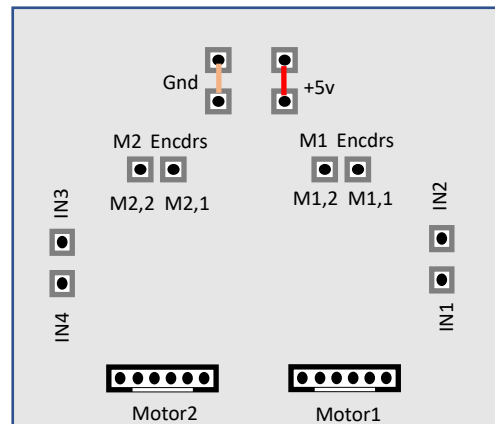 Gnd
+5v
M2 Encdrs
M1 Encdrs
M2,2 M2,1
M1,2 M1,1
IN3
IN2
IN4
IN1
Motor2
Motor1